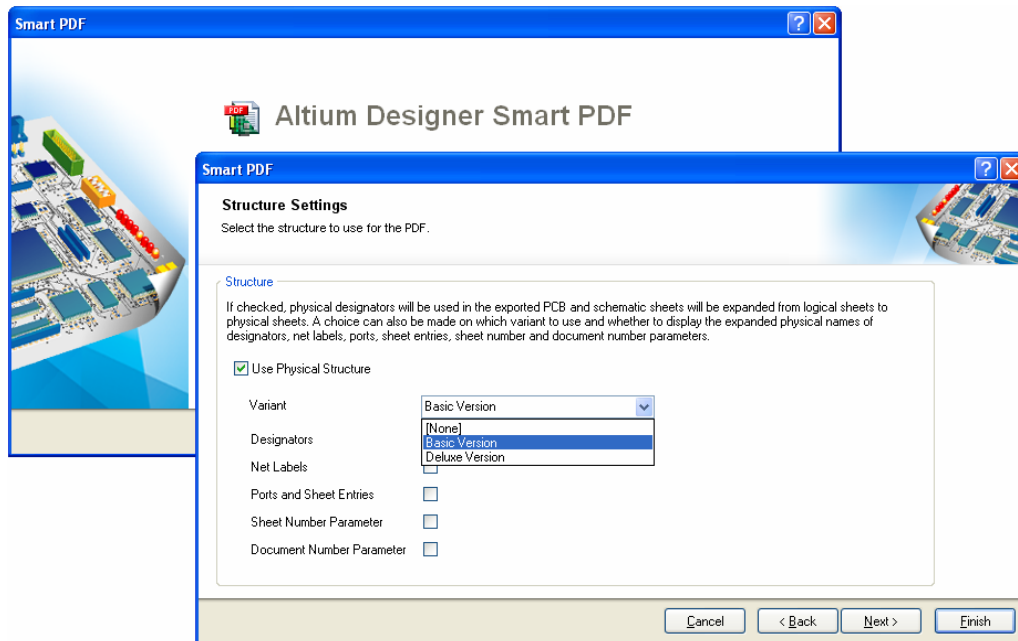 Smart PDF
PDF
Altium Designer Smart PDF
Smart PDF
Structure Settings
Select the structure to use for the PDF.
Structure
If checked, physical designators will be used in the exported PCB and schematic sheets will be expanded from logical sheets to
physical sheets. A choice can also be made on which variant to use and whether to display the expanded physical names of
designators, net labels, ports, sheet entries, sheet number and document number parameters.
Use Physical Structure
Variant
Basic Version
[None]
Basic Version
Deluxe Version
Designators
Net Labels
Ports and Sheet Entries
Sheet Number Parameter
Document Number Parameter
Cancel < Back Next > Finish